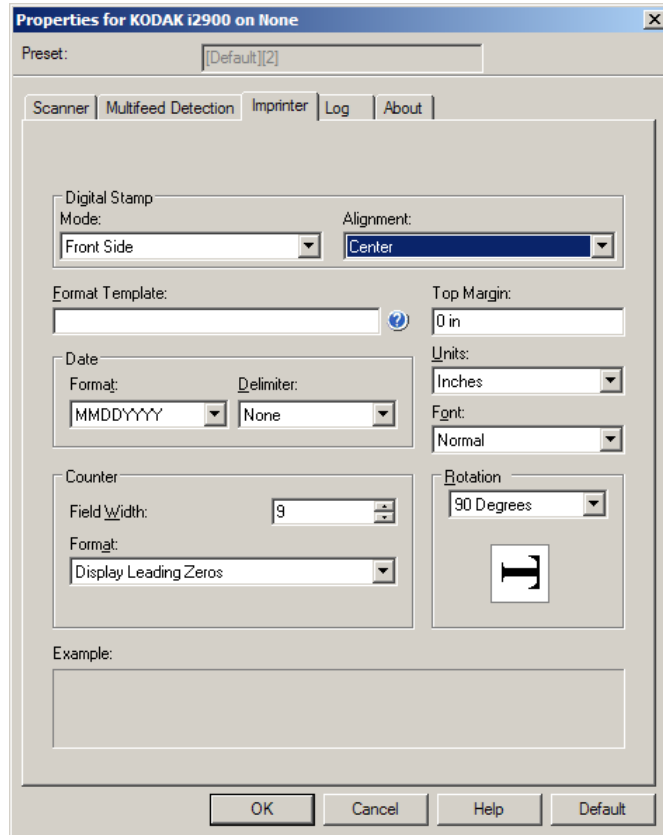 Properties for KODAK i2900 on None
Preset: [Default][2]
Scanner Multifeed Detection Imprinter Log About
Digital Stamp
Mode: Alignment:
Front Side Center
Format Template: Top Margin:
0 in
Date Units:
Format: Delimiter: Inches
MMDDYYYY None Font:
Normal
Counter Rotation
Field Width: 9 90 Degrees
Format:
Display Leading Zeros T
Example:
OK Cancel Help Default